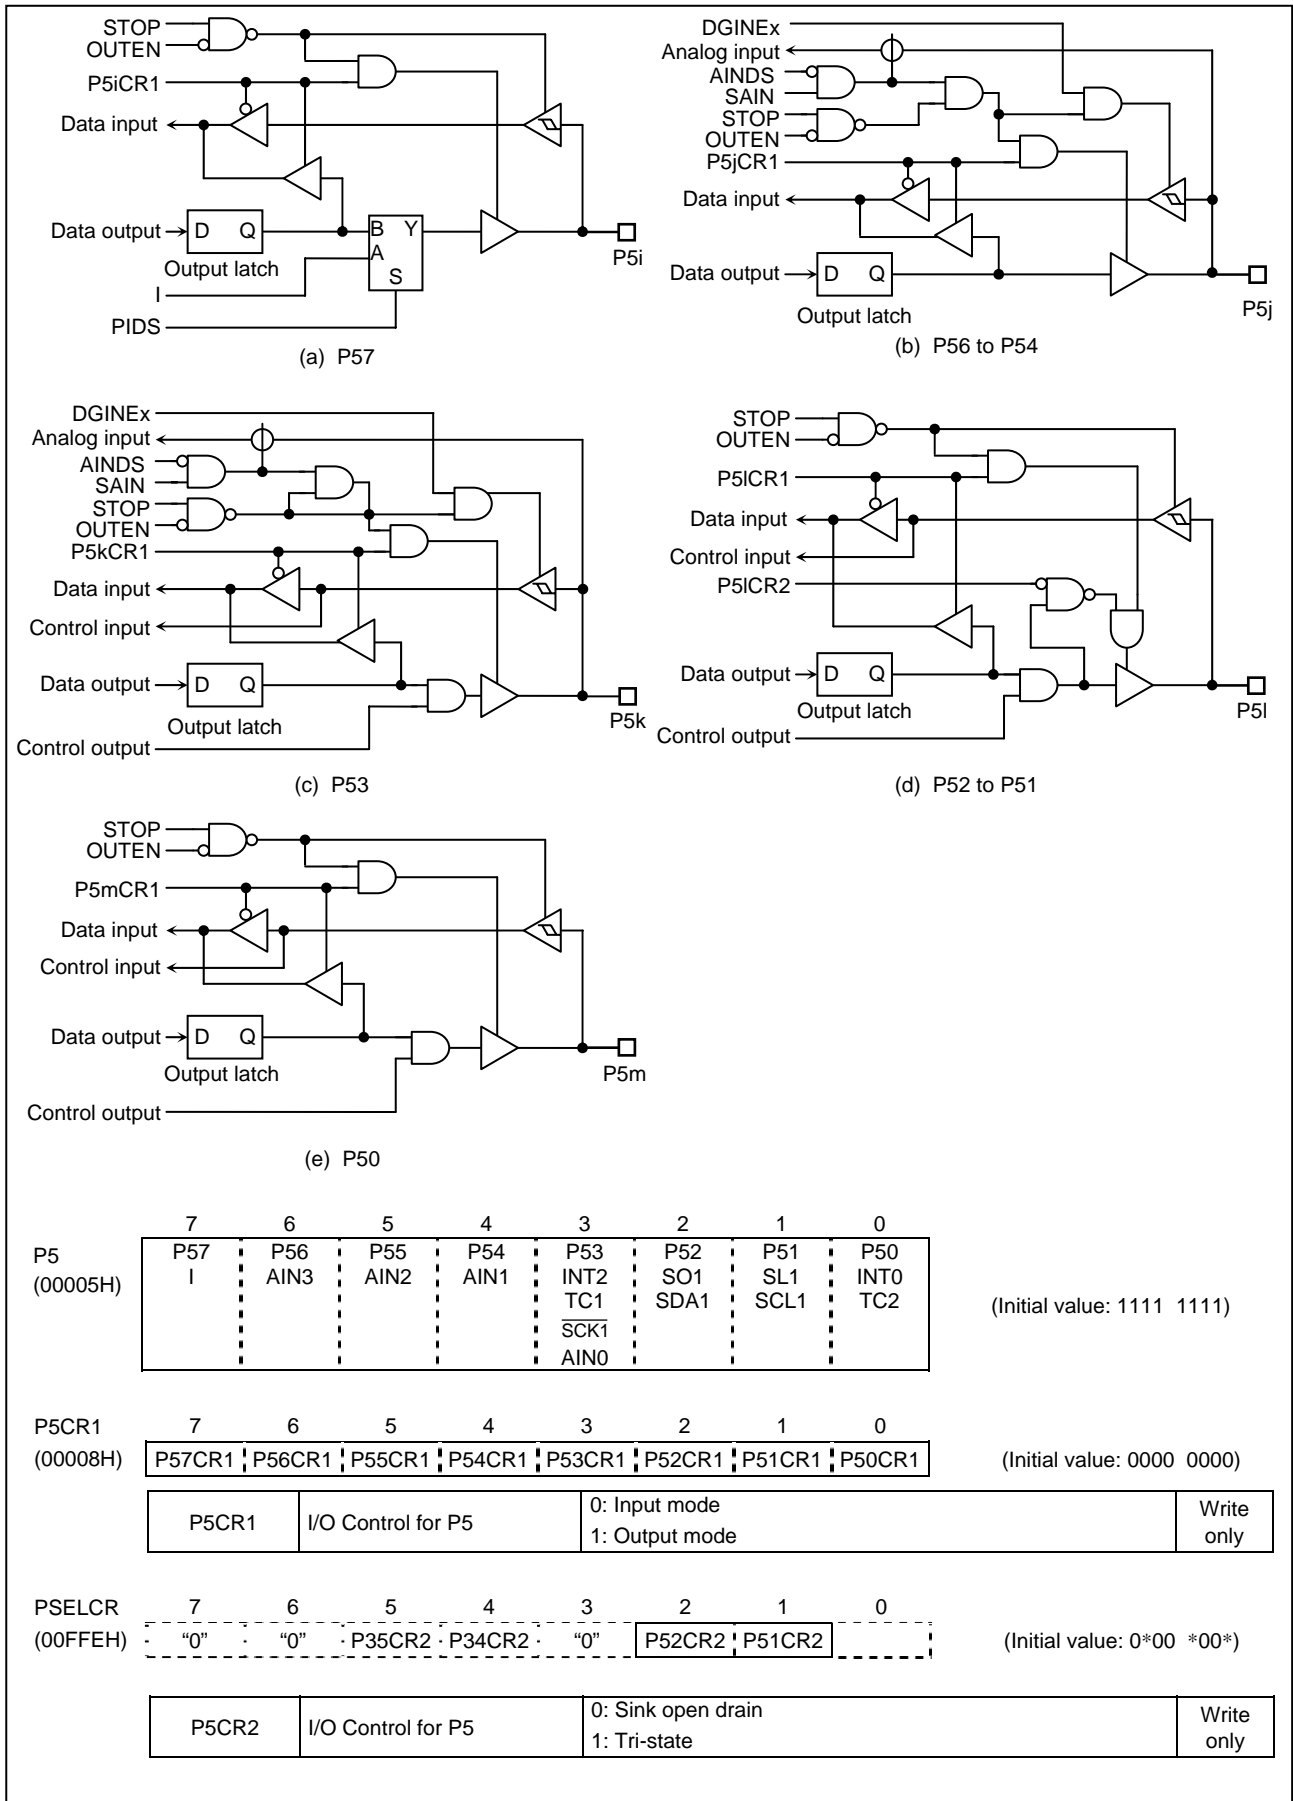 STOP
OUTEN
P5iCR1
Data input
Data output
D Q
Output latch
B Y
A
S
I
PIDS
P5i
(a) P57
DGINEx
Analog input
AINDS
SAIN
STOP
OUTEN
P5jCR1
Data input
Data output
D Q
Output latch
P5j
(b) P56 to P54
DGINEx
Analog input
AINDS
SAIN
STOP
OUTEN
P5kCR1
Data input
Control input
Data output
D Q
Output latch
Control output
P5k
(c) P53
STOP
OUTEN
P5lCR1
Data input
Control input
P5lCR2
Data output
D Q
Output latch
Control output
P5l
(d) P52 to P51
STOP
OUTEN
P5mCR1
Data input
Control input
Data output
D Q
Output latch
Control output
P5m
(e) P50
7 6 5 4 3 2 1 0
P5
(00005H)
P57 P56 P55 P54 P53 P52 P51 P50
I AIN3 AIN2 AIN1 INT2 SO1 SL1 INT0
TC1 SDA1 SCL1 TC2
SCK1
AIN0
(Initial value: 1111 1111)
P5CR1 7 6 5 4 3 2 1 0
(00008H) P57CR1 P56CR1 P55CR1 P54CR1 P53CR1 P52CR1 P51CR1 P50CR1 (Initial value: 0000 0000)
P5CR1 I/O Control for P5
0: Input mode
1: Output mode
Write
only
PSELCR 7 6 5 4 3 2 1 0
(00FFEH) “0” “0” P35CR2 P34CR2 “0” P52CR2 P51CR2 (Initial value: 0*00 *00*)
P5CR2 I/O Control for P5
0: Sink open drain
1: Tri-state
Write
only